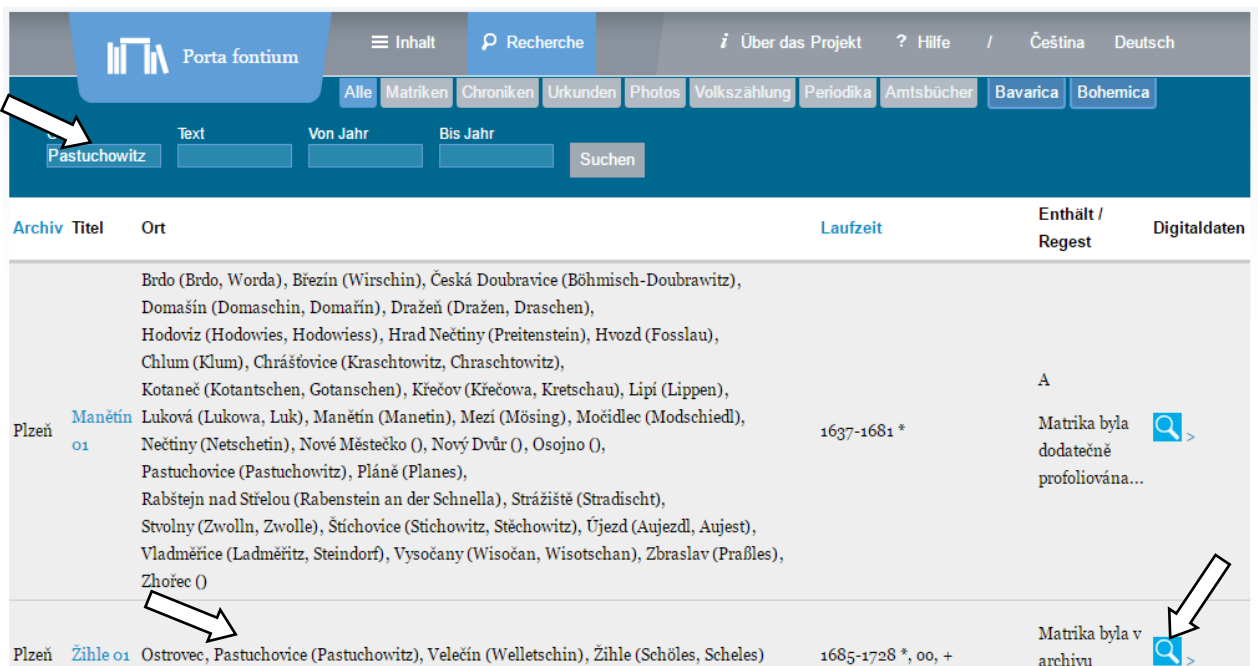 Porta fontium
Inhalt Recherche i Über das Projekt ? Hilfe / Čeština Deutsch
Alle Matriken Chroniken Urkunden Photos Volkszählung Periodika Amtsbücher Bavarica Bohemica
Text Von Jahr Bis Jahr
Pastuchowitz Suchen
Archiv Titel Ort Laufzeit Enthält / Regest Digitaldaten
Brdo (Brdo, Worda), Březín (Wirschin), Česká Doubravice (Böhmisch-Doubrawitz),
Domašín (Domaschin, Domařín), Dražeň (Dražen, Draschen),
Hodoviz (Hodowies, Hodowiess), Hrad Nečtiny (Preitenstein), Hvozd (Fosslau),
Chlum (Klum), Chrášťovice (Kraschtowitz, Chraschtowitz),
Kotaneč (Kotantschen, Gotanschen), Křečov (Křečowa, Kretschau), Lipí (Lippen),
Luková (Lukowa, Luk), Manětín (Manetin), Mezí (Mösing), Močidlec (Modschiedl),
Nečtiny (Netschetin), Nové Městečko (), Nový Dvůr (), Osojno (),
Pastuchovice (Pastuchowitz), Pláně (Planes),
Rabštejn nad Střelou (Rabenstein an der Schnella), Strážiště (Stradischt),
Stvolny (Zwolln, Zwolle), Štíchovice (Stichowitz, Stěchowitz), Újezd (Aujezdl, Aujest),
Vladměřice (Ladměřitz, Steindorf), Vysočany (Wisočan, Wisotschan), Zbraslav (Praßles),
Zhořec ()
Plzeň
Manětín
01
1637-1681 *
A
Matrika byla
dodatečně
profoliována...
>
Plzeň Žihle 01 Ostrovec, Pastuchovice (Pastuchowitz), Velečín (Welletschin), Žihle (Schöles, Scheles) 1685-1728 *, oo, +
Matrika byla v
archivu
>